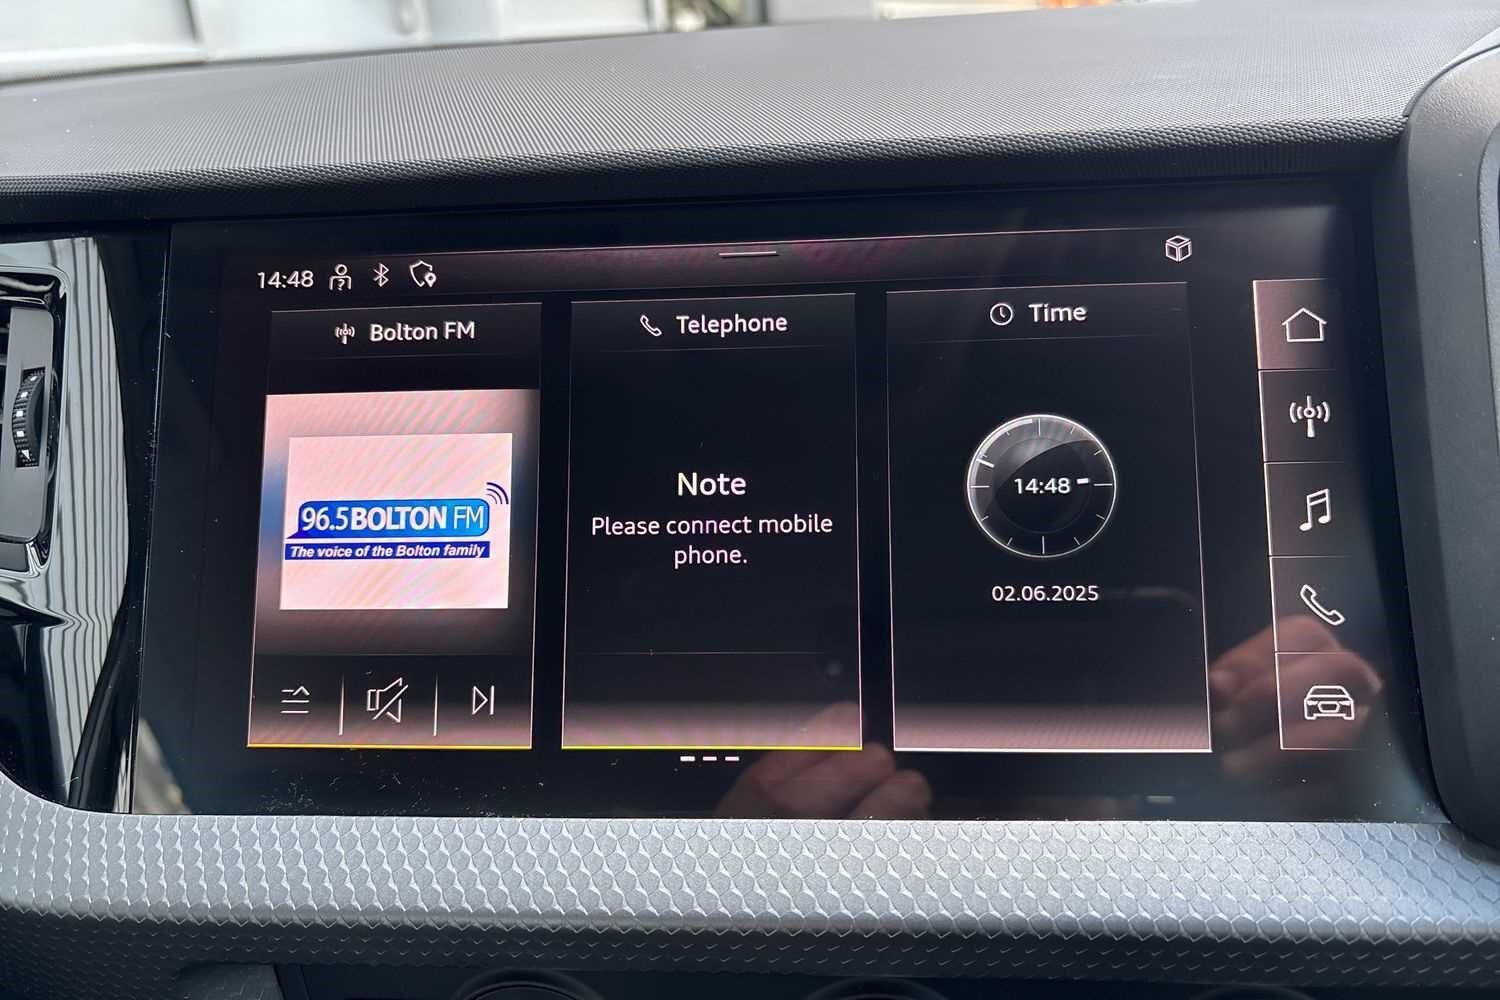 14:48
Bolton FM
96.5 BOLTON FM
The voice of the Bolton family
Telephone
Note
Please connect mobile
phone.
Time
14:48
02.06.2025